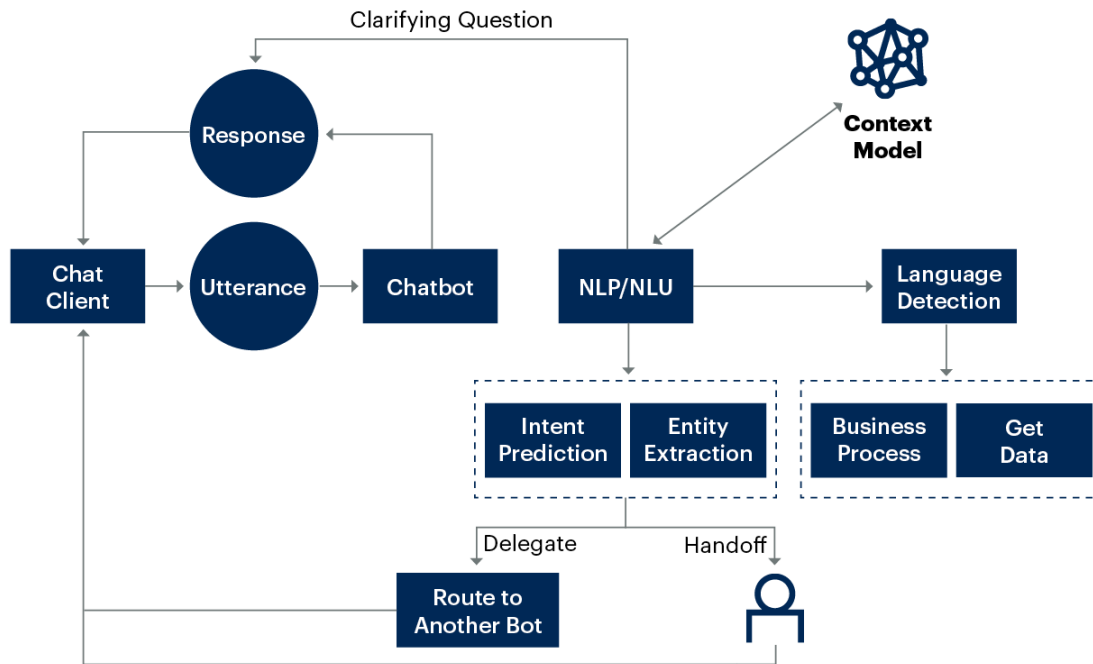 Clarifying Question
Response
Context
Model
Chat
Client
Utterance
Chatbot
NLP/NLU
Language
Detection
Intent
Prediction
Entity
Extraction
Business
Process
Get
Data
Delegate
Handoff
Route to
Another Bot